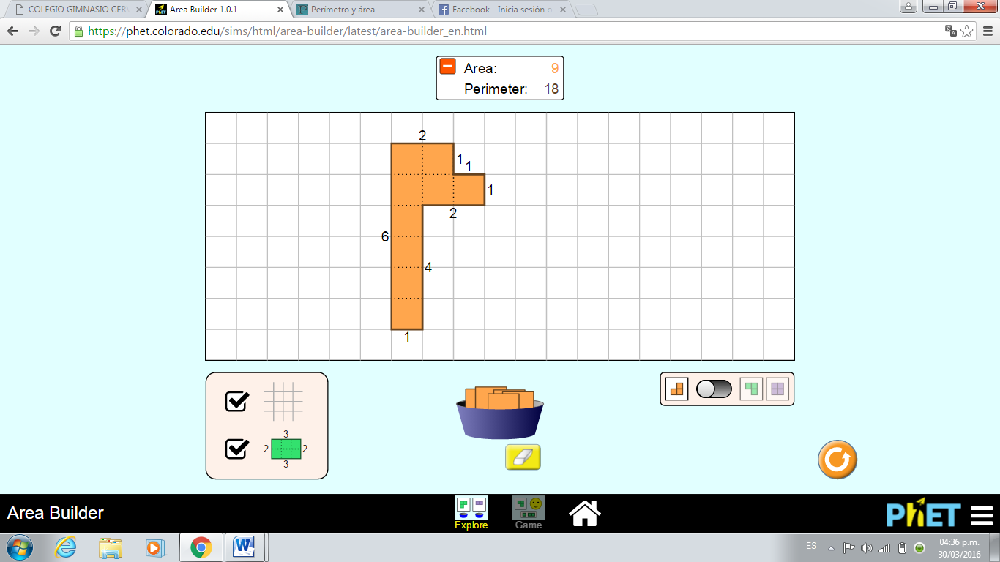 COLEGIO GIMNASIO CER
Area Builder 1.0.1
Perímetro y área
Facebook - Inicia sesión o
https://phet.colorado.edu/sims/html/area-builder/latest/area-builder_en.html
Area: 9
Perimeter: 18
2
1
1
1
2
6
4
1
3
2 2
3
Area Builder
Explore
Game
PhET
ES
04:36 p.m.
30/03/2016